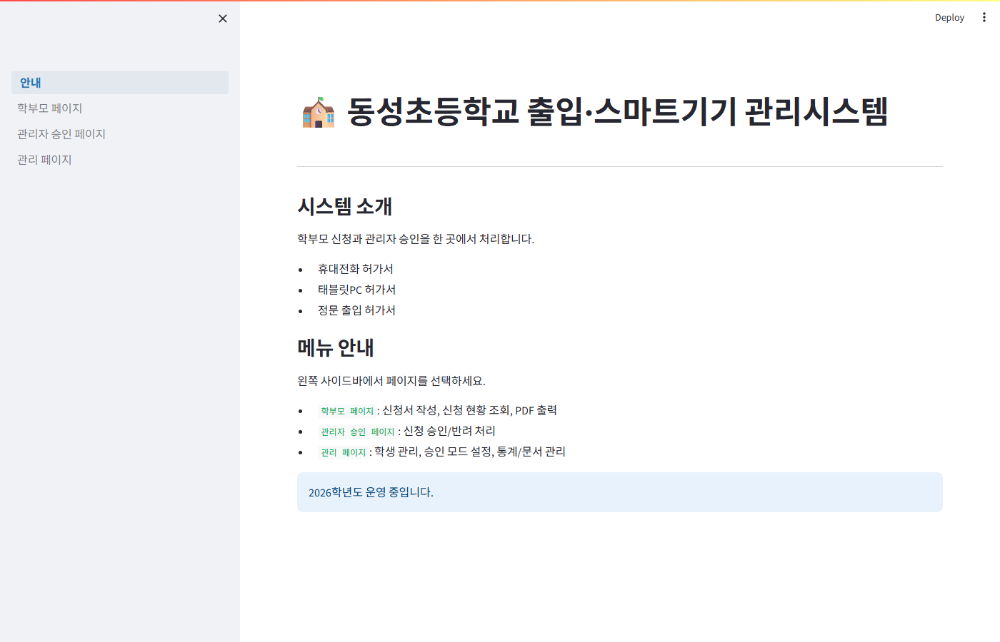 Deploy
안내
학부모 페이지
관리자 승인 페이지
관리 페이지
동성초등학교 출입·스마트기기 관리시스템
시스템 소개
학부모 신청과 관리자 승인을 한 곳에서 처리합니다.
휴대전화 허가서
태블릿PC 허가서
정문 출입 허가서
메뉴 안내
왼쪽 사이드바에서 페이지를 선택하세요.
학부모 페이지 : 신청서 작성, 신청 현황 조회, PDF 출력
관리자 승인 페이지 : 신청 승인/반려 처리
관리 페이지 : 학생 관리, 승인 모드 설정, 통계/문서 관리
2026학년도 운영 중입니다.